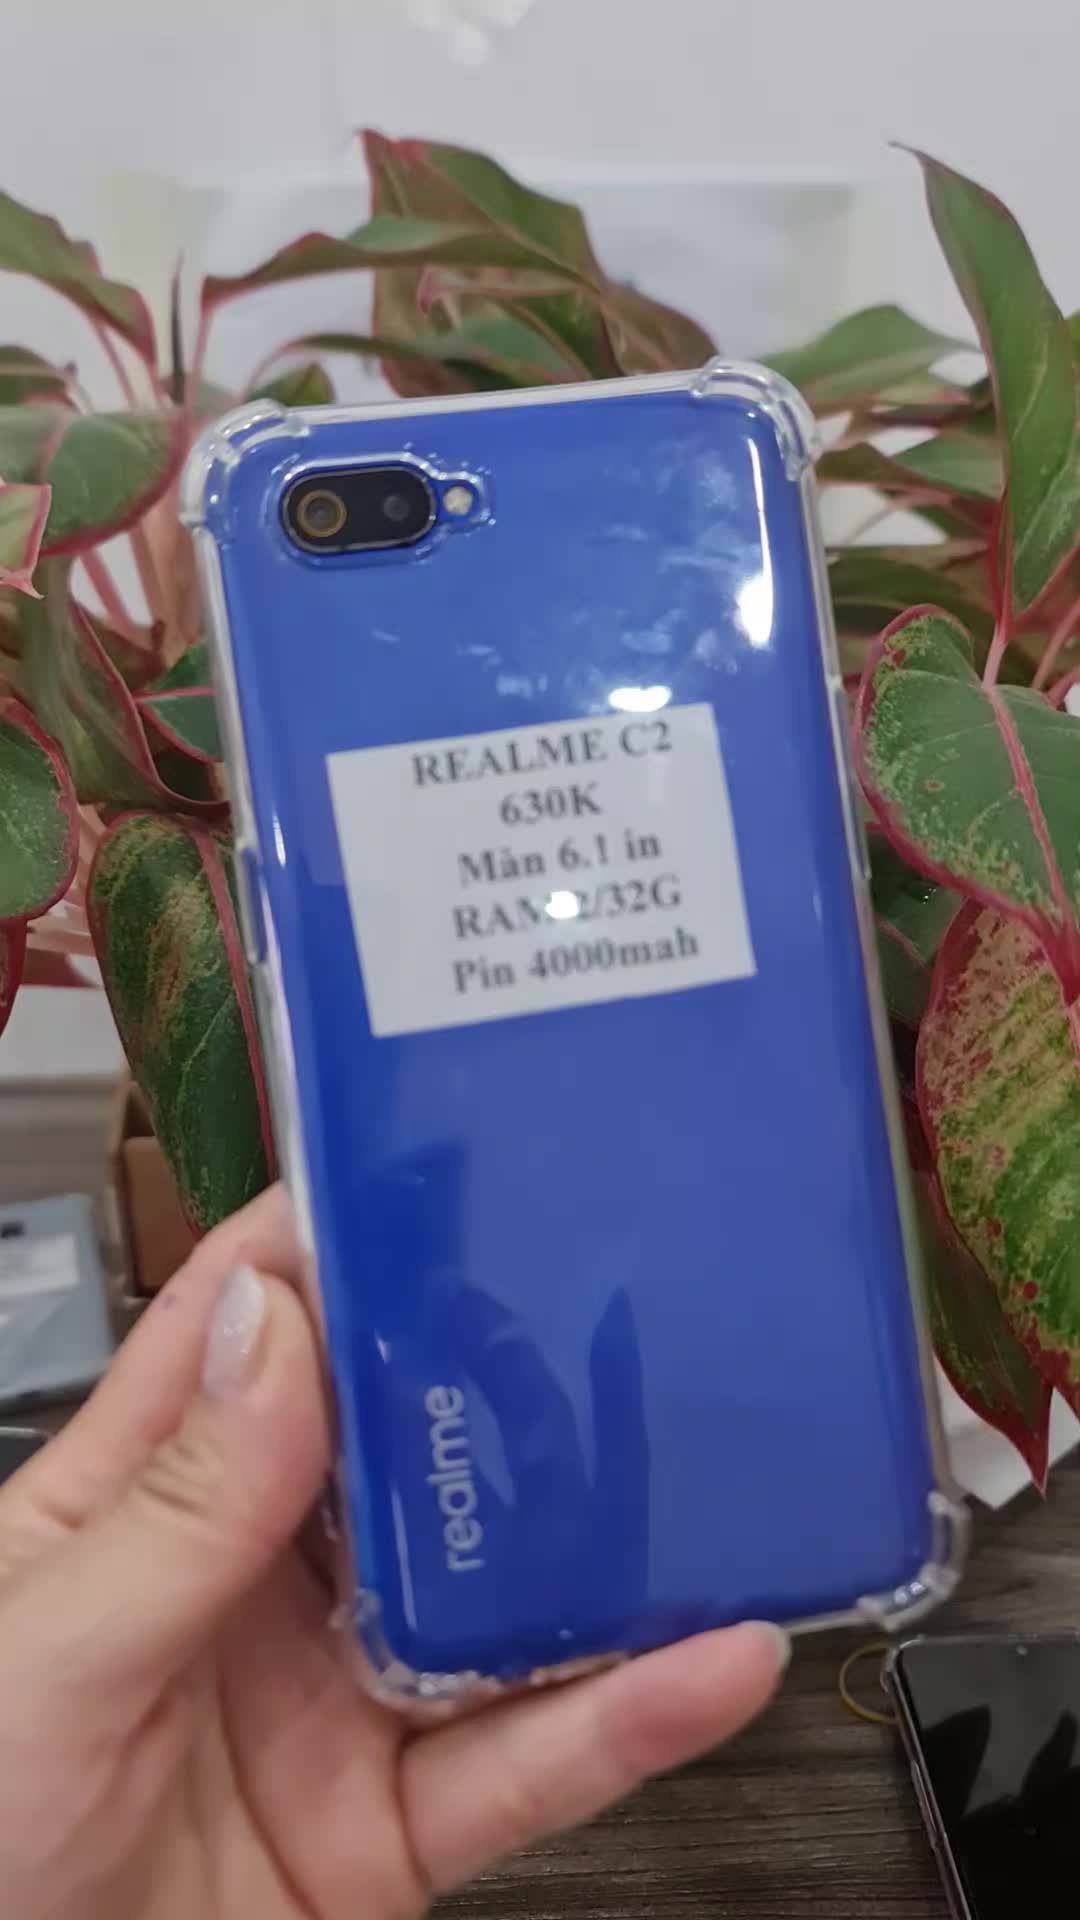 REALME C2
630K
Màn 6.1 in
RAM 2/32G
Pin 4000mah
realme